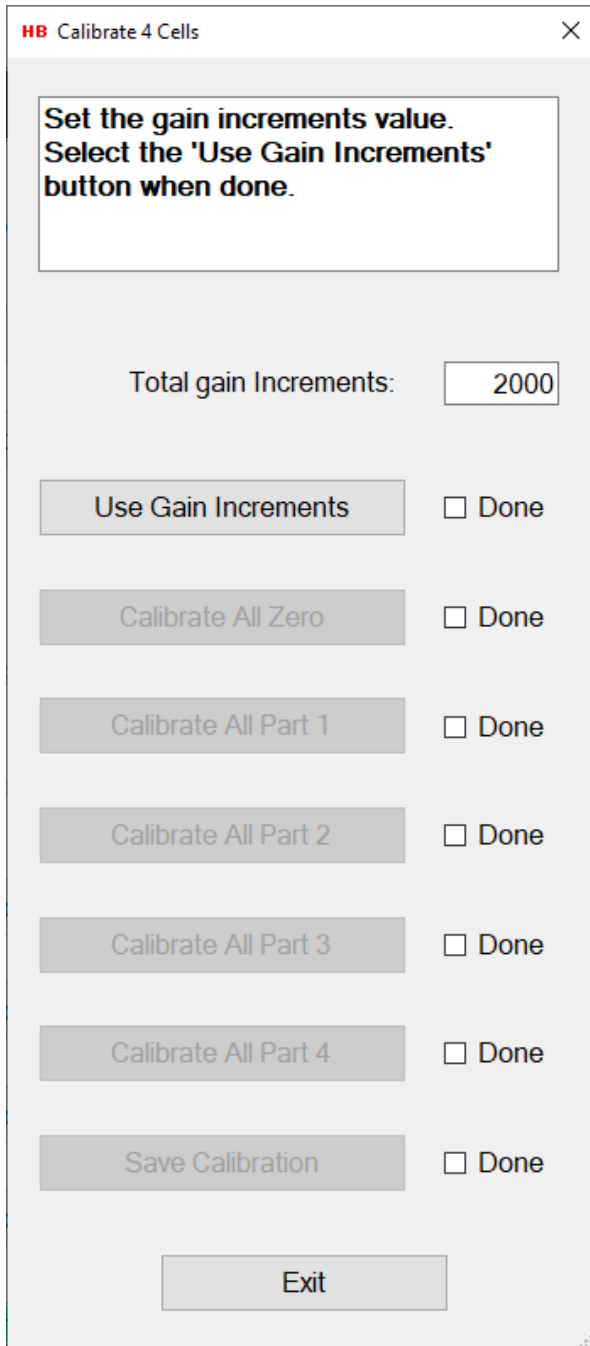 HB Calibrate 4 Cells
Set the gain increments value.
Select the 'Use Gain Increments'
button when done.
Total gain Increments: 2000
Use Gain Increments Done
Calibrate All Zero Done
Calibrate All Part 1 Done
Calibrate All Part 2 Done
Calibrate All Part 3 Done
Calibrate All Part 4 Done
Save Calibration Done
Exit